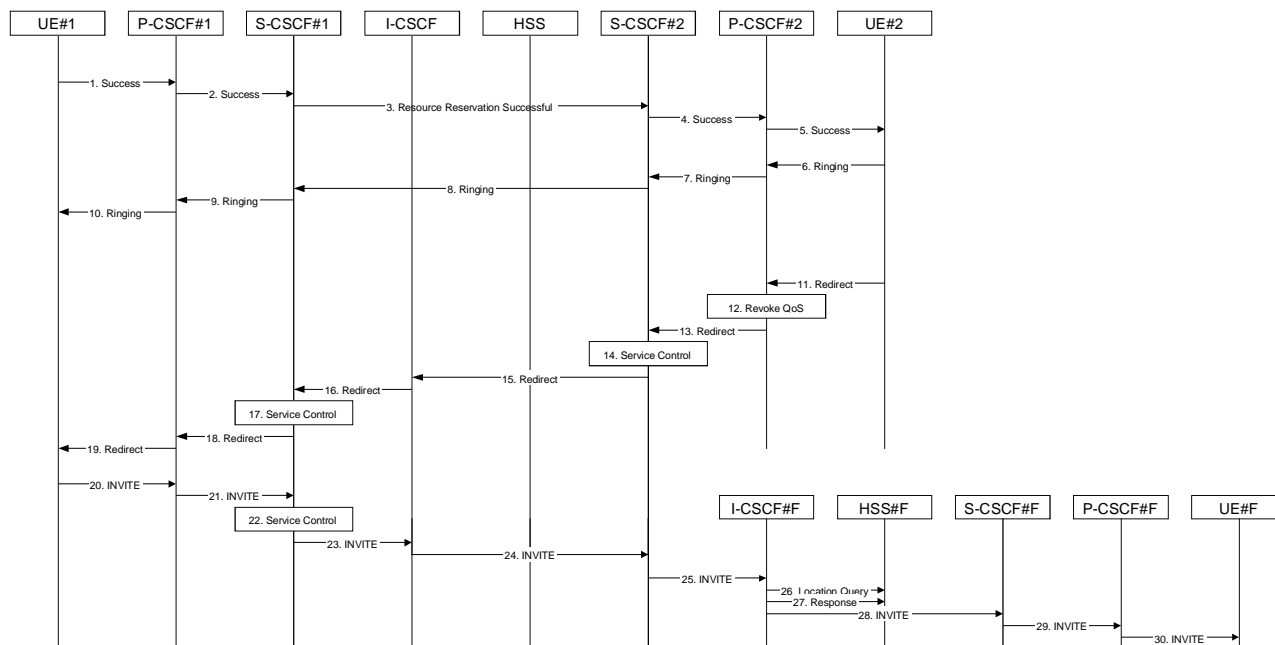 UE#1
P-CSCF#1
S-CSCF#1
I-CSCF
HSS
S-CSCF#2
P-CSCF#2
UE#2
1. Success
2. Success
3. Resource Reservation Successful
4. Success
5. Success
6. Ringing
7. Ringing
8. Ringing
9. Ringing
10. Ringing
11. Redirect
12. Revoke QoS
13. Redirect
14. Service Control
15. Redirect
16. Redirect
17. Service Control
18. Redirect
19. Redirect
20. INVITE
21. INVITE
I-CSCF#F
HSS#F
S-CSCF#F
P-CSCF#F
UE#F
22. Service Control
23. INVITE
24. INVITE
25. INVITE
26. Location Query
27. Response
28. INVITE
29. INVITE
30. INVITE